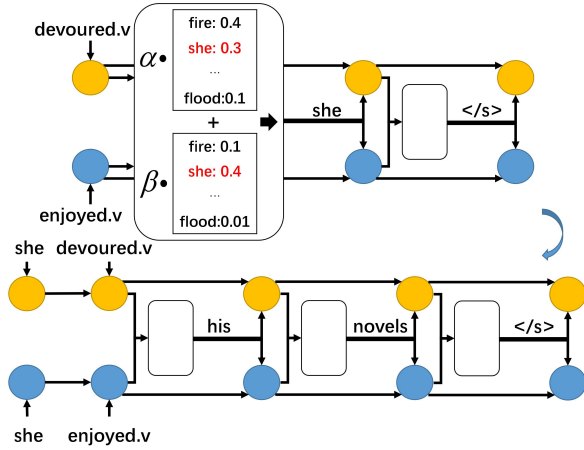 devoured.v
α•
fire: 0.4
she: 0.3
...
flood:0.1
+
β•
fire: 0.1
she: 0.4
...
flood:0.01
enjoyed.v
she
</s>
she devoured.v
his
novels
</s>
she enjoyed.v